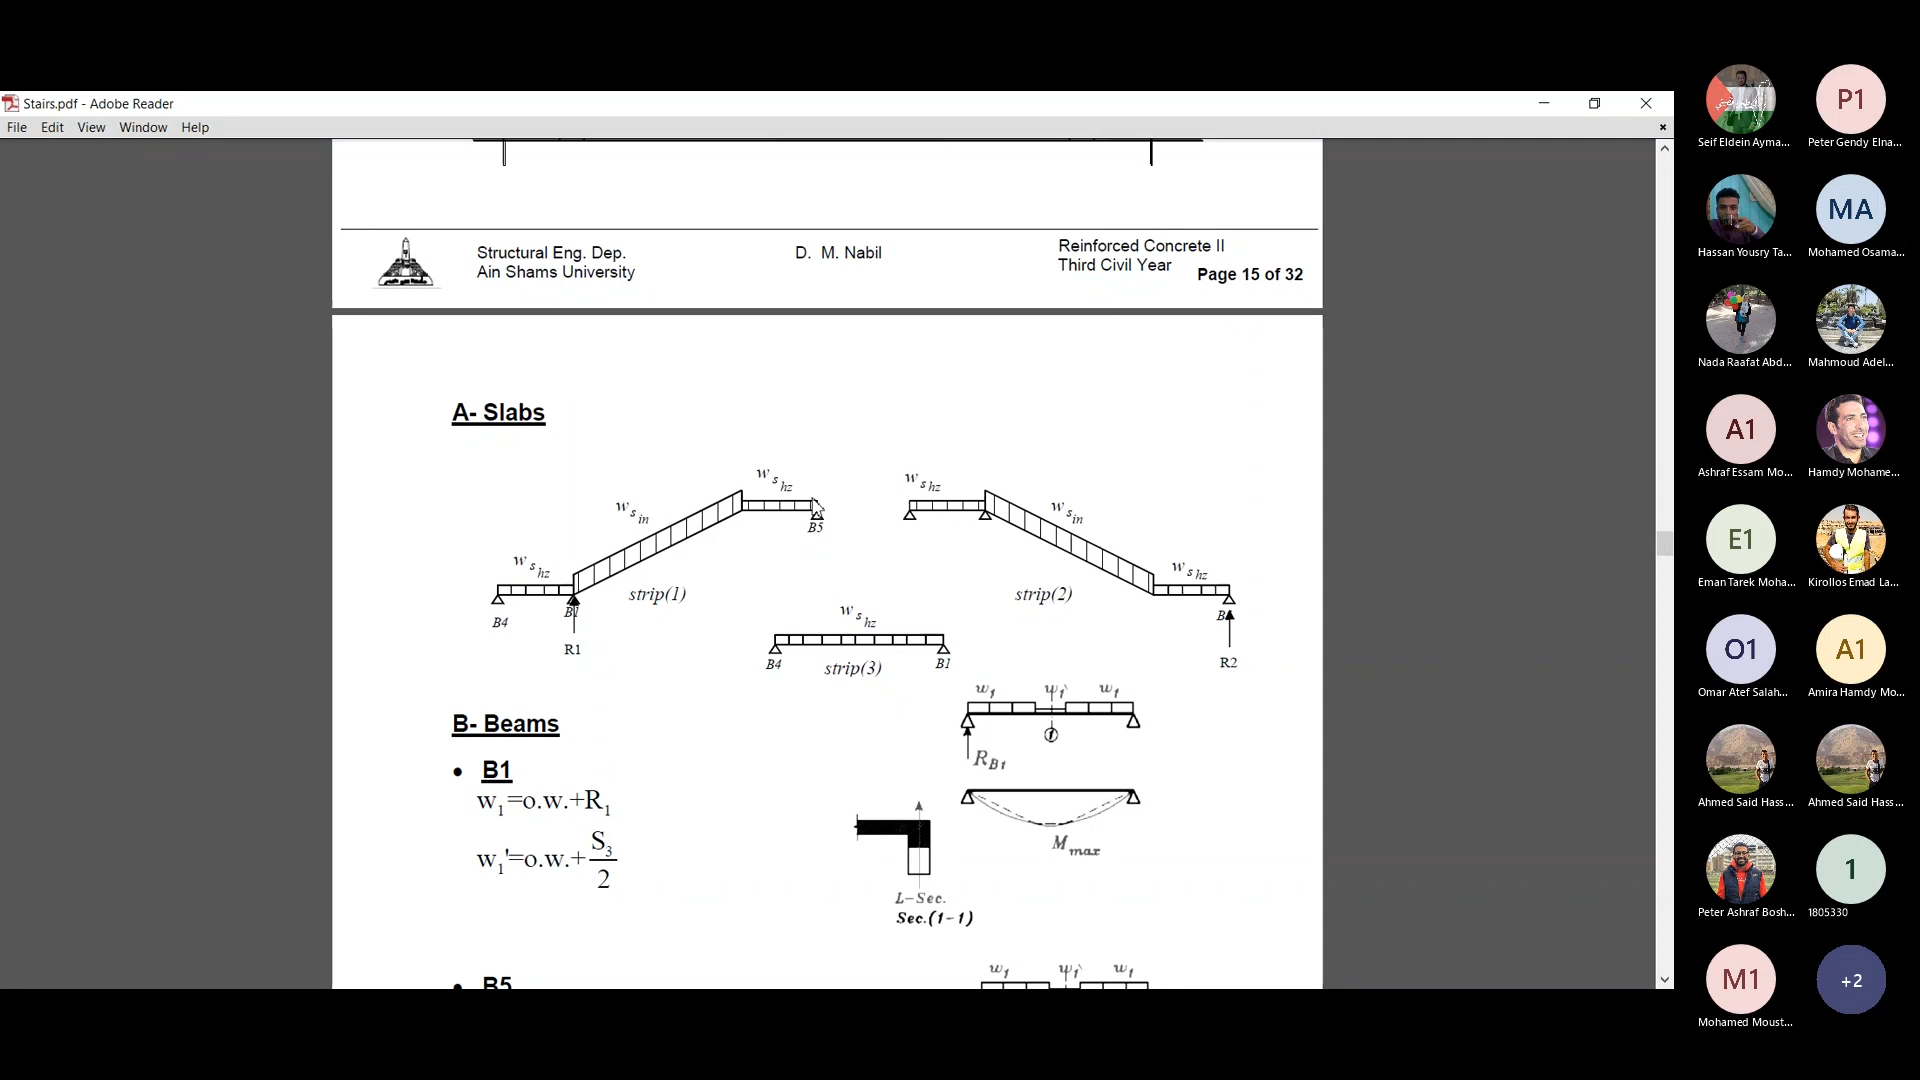 Stairs.pdf - Adobe Reader
File Edit View Window Help
Structural Eng. Dep.
Ain Shams University
D. M. Nabil
Reinforced Concrete II
Third Civil Year
Page 15 of 32
A- Slabs
w s hz
w s in
w s hz
B5
B4
B1
R1
strip(1)
w s hz
w s in
w s hz
strip(2)
R2
w s hz
B4
strip(3)
B1
B- Beams
• B1
w₁=o.w.+R₁
w₁'=o.w.+S₃/2
w₁ w₁' w₁
1
R B1
M max
L-Sec.
Sec.(1-1)
• B5
w₁ w₁' w₁
Seif Eldein Ayma...
P1
Peter Gendy Elna...
Hassan Yousry Ta...
MA
Mohamed Osama...
Nada Raafat Abd...
Mahmoud Adel...
A1
Ashraf Essam Mo...
Hamdy Mohame...
E1
Eman Tarek Moha...
Kirollos Emad La...
O1
Omar Atef Salah...
A1
Amira Hamdy Mo...
Ahmed Said Hass...
Ahmed Said Hass...
Peter Ashraf Bosh...
1
1805330
M1
Mohamed Moust...
+2